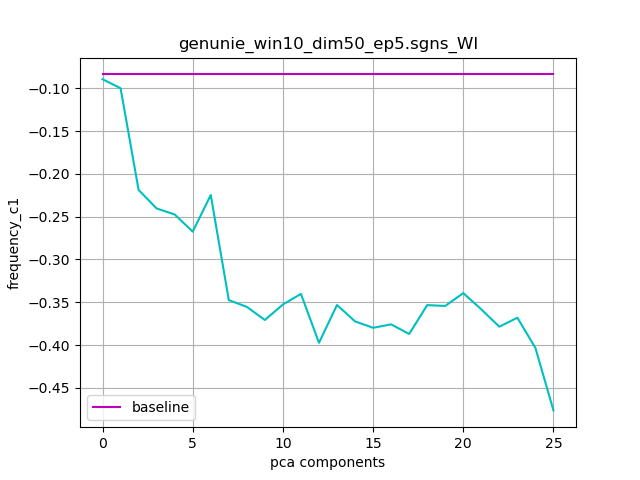 genunie_win10_dim50_ep5.sgns_WI
frequency_c1
−0.10
−0.15
−0.20
−0.25
−0.30
−0.35
−0.40
−0.45
baseline
0 5 10 15 20 25
pca components